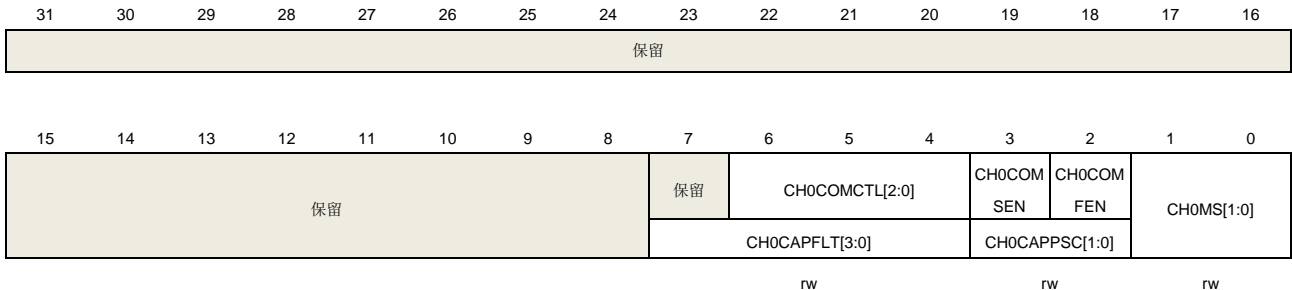 31 30 29 28 27 26 25 24 23 22 21 20 19 18 17 16
保留
15 14 13 12 11 10 9 8 7 6 5 4 3 2 1 0
保留 保留 CH0COMCTL[2:0] CH0COM SEN CH0COM FEN CH0MS[1:0]
CH0CAPFLT[3:0] CH0CAPPSC[1:0]
rw rw rw